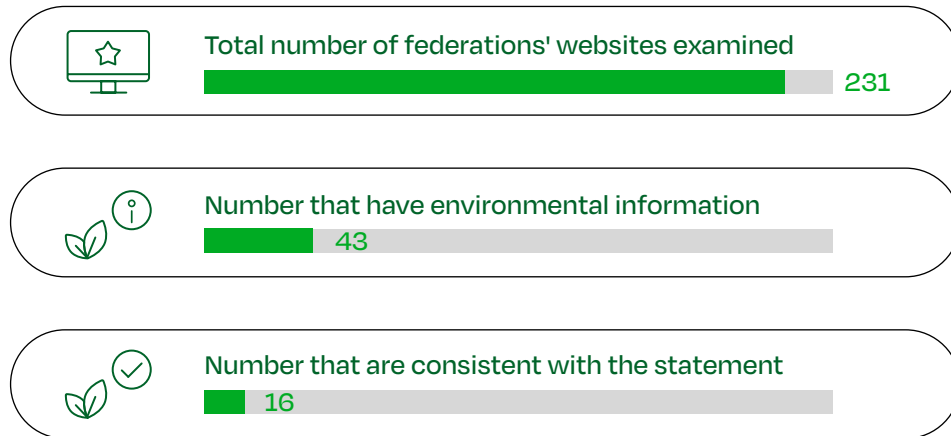 Total number of federations' websites examined
231
Number that have environmental information
43
Number that are consistent with the statement
16